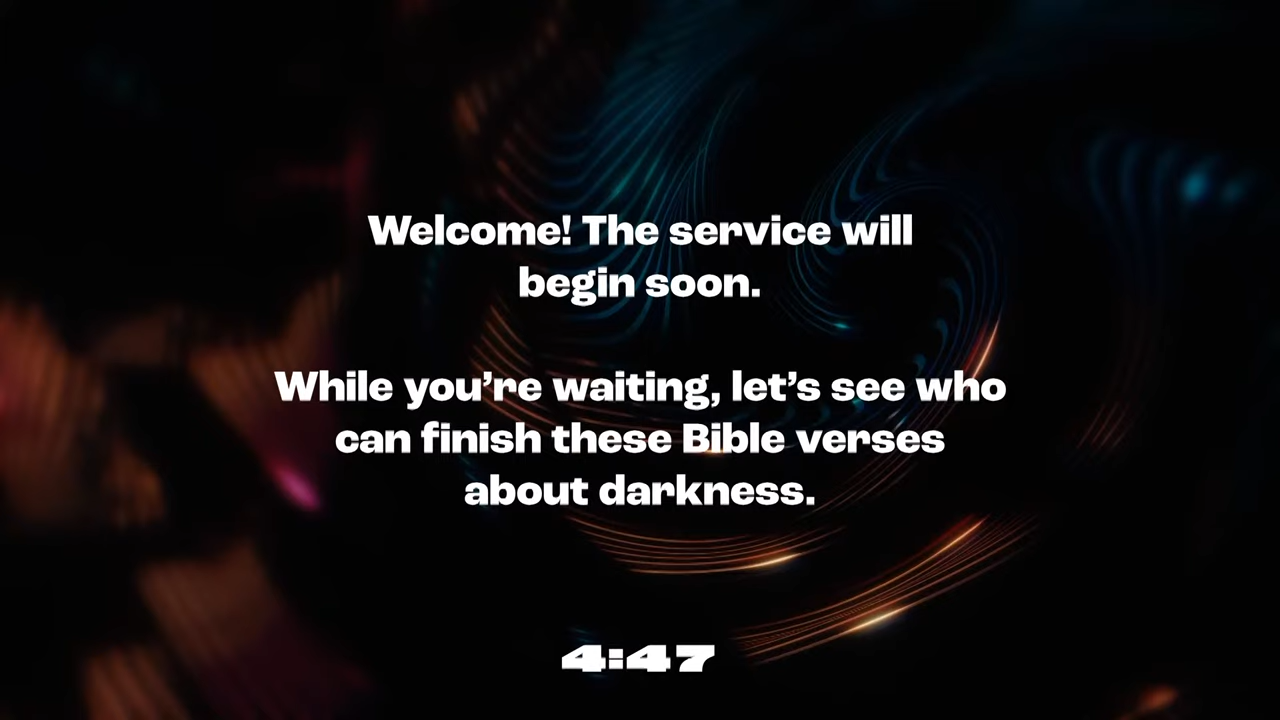 Welcome! The service will
begin soon.
While you’re waiting, let’s see who
can finish these Bible verses
about darkness.
4:47